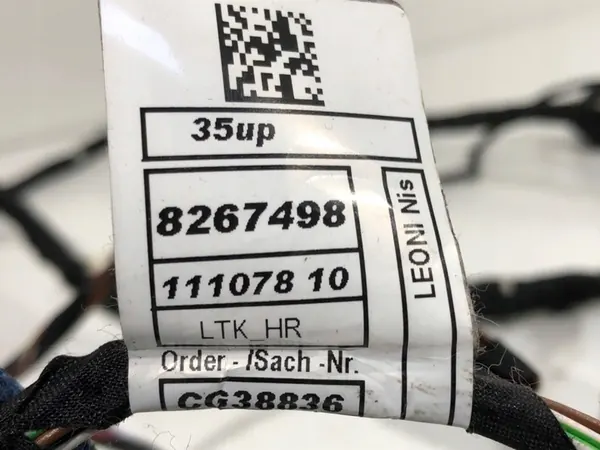 35up
8267498
111078 10
LTK_HR
Order - /Sach -Nr.
CG38836
LEONI Nis